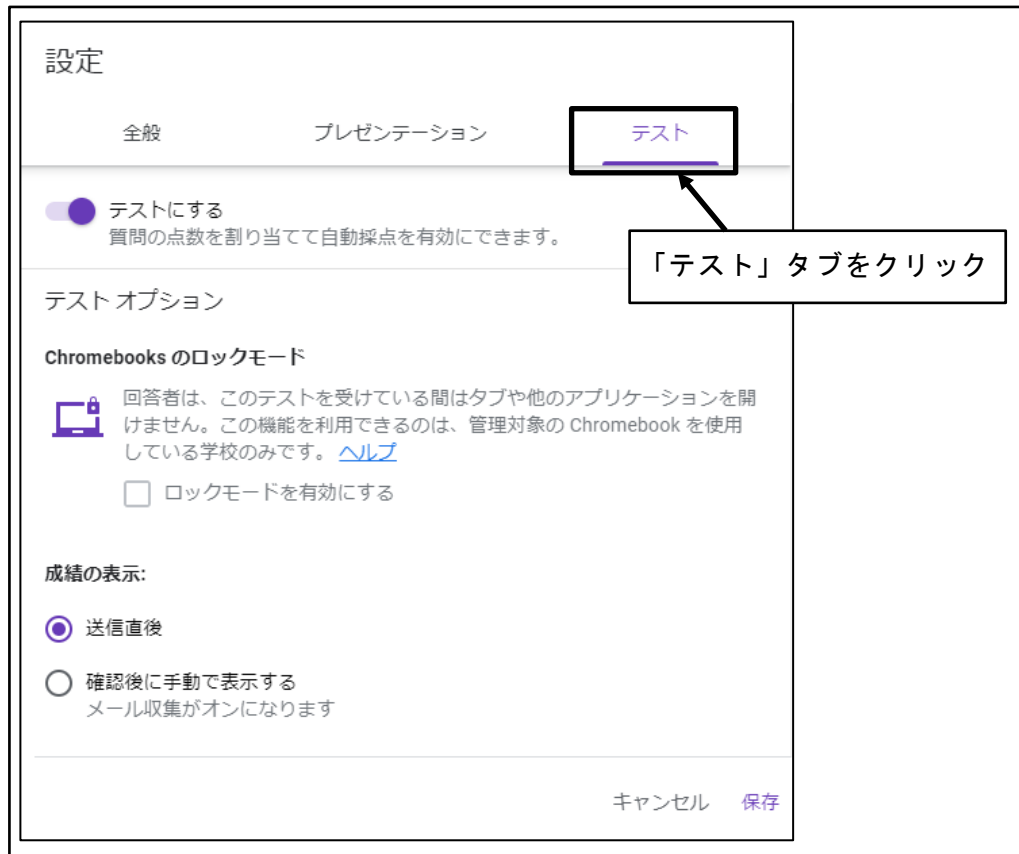 設定
全般
プレゼンテーション
テスト
テストにする
質問の点数を割り当てて自動採点を有効にできます。
「テスト」タブをクリック
テスト オプション
Chromebooks のロックモード
回答者は、このテストを受けている間はタブや他のアプリケーションを開
けません。この機能を利用できるのは、管理対象の Chromebook を使用
している学校のみです。 ヘルプ
ロックモードを有効にする
成績の表示:
送信直後
確認後に手動で表示する
メール収集がオンになります
キャンセル
保存